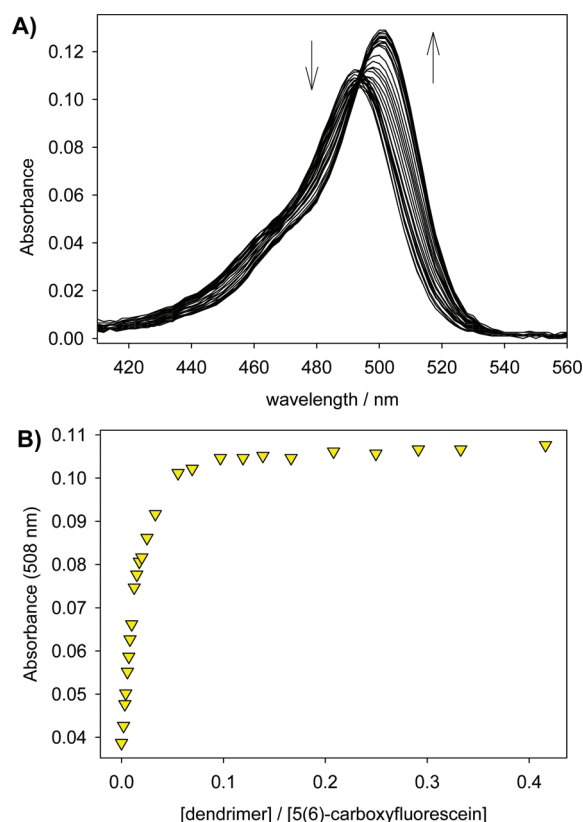 A)
0.12
0.10
0.08
0.06
0.04
0.02
0.00
Absorbance
420 440 460 480 500 520 540 560
wavelength / nm
B)
0.11
0.10
0.09
0.08
0.07
0.06
0.05
0.04
Absorbance (508 nm)
0.0 0.1 0.2 0.3 0.4
[dendrimer] / [5(6)-carboxyfluorescein]